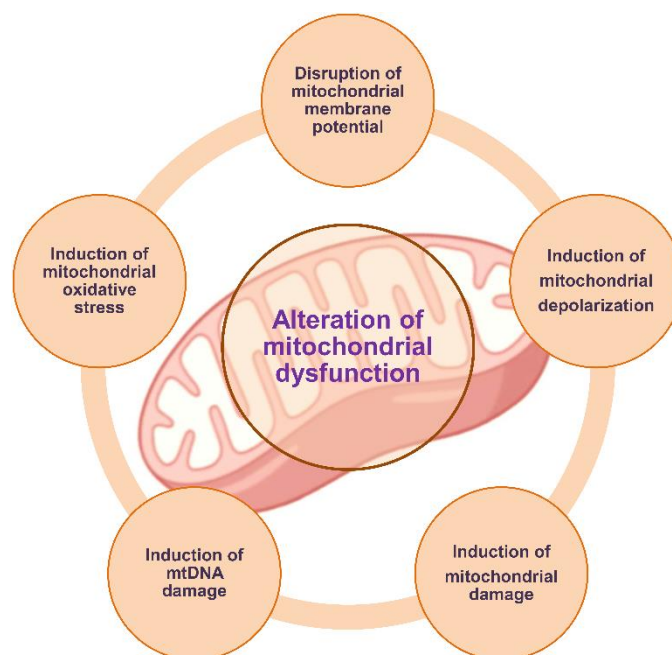 Disruption of
mitochondrial
membrane
potential
Induction of
mitochondrial
oxidative
stress
Induction of
mitochondrial
depolarization
Alteration of
mitochondrial
dysfunction
Induction of
mtDNA
damage
Induction of
mitochondrial
damage